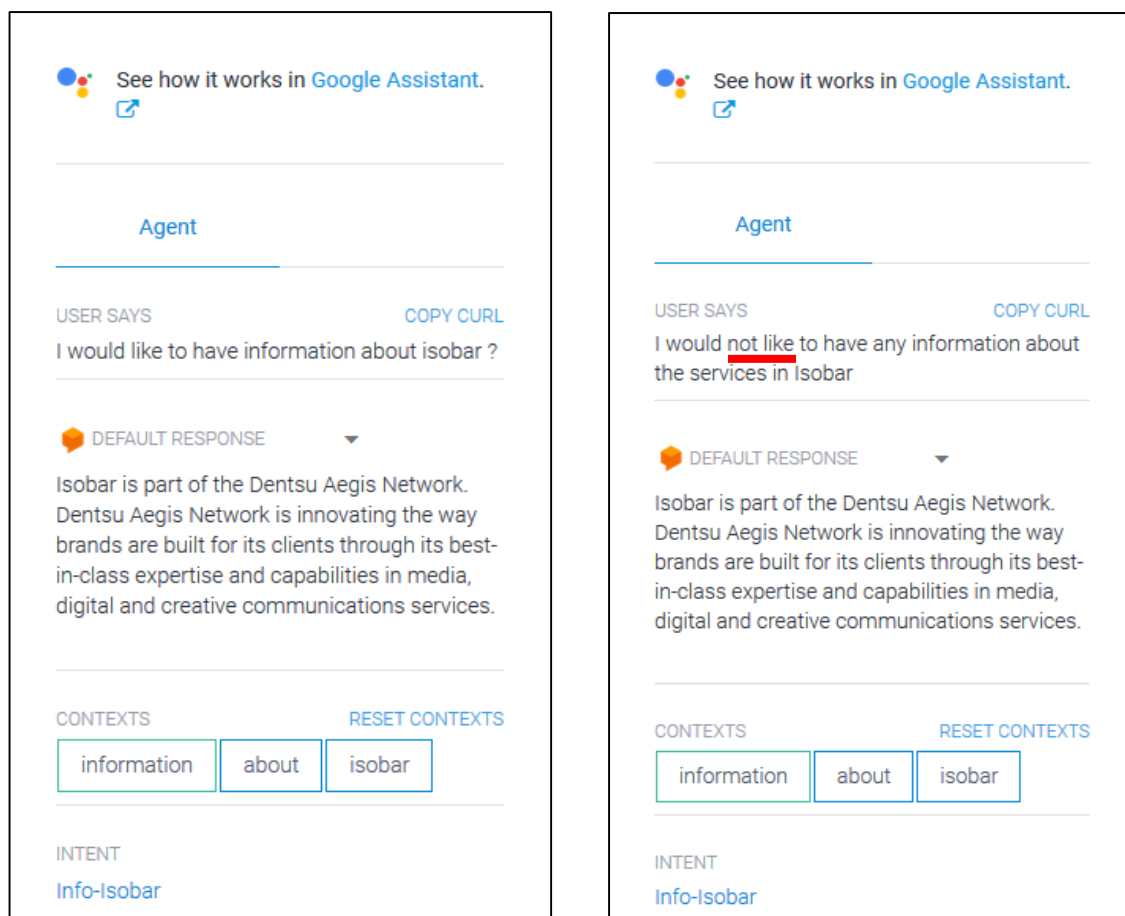 See how it works in Google Assistant.
Agent
USER SAYS COPY CURL
I would like to have information about isobar ?
DEFAULT RESPONSE
Isobar is part of the Dentsu Aegis Network.
Dentsu Aegis Network is innovating the way
brands are built for its clients through its best-
in-class expertise and capabilities in media,
digital and creative communications services.
CONTEXTS RESET CONTEXTS
information about isobar
INTENT
Info-Isobar
See how it works in Google Assistant.
Agent
USER SAYS COPY CURL
I would not like to have any information about
the services in Isobar
DEFAULT RESPONSE
Isobar is part of the Dentsu Aegis Network.
Dentsu Aegis Network is innovating the way
brands are built for its clients through its best-
in-class expertise and capabilities in media,
digital and creative communications services.
CONTEXTS RESET CONTEXTS
information about isobar
INTENT
Info-Isobar